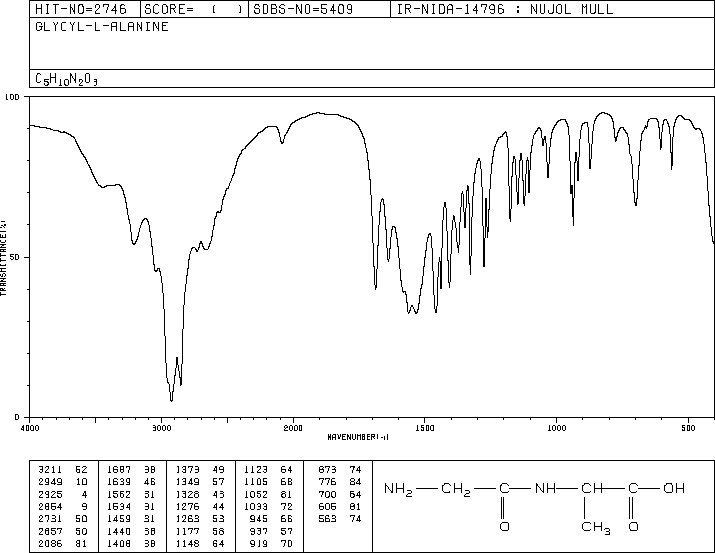 HIT-NO=2746 SCORE= ( ) SDBS-NO=5409 IR-NIDA-14796 : NUJOL MULL
GLYCYL-L-ALANINE
C5H10N2O3
100
50
0
TRANSMITTANCE(%)
4000 3000 2000 1500 1000 500
WAVENUMBER(-1)
3211 52 1687 38 1373 49 1123 64 873 74
2949 10 1639 46 1349 57 1105 68 776 84
2925 4 1562 31 1328 43 1052 81 700 64
2854 9 1534 31 1276 44 1033 72 606 81
2731 50 1459 31 1263 53 945 66 563 74
2657 50 1440 38 1177 58 937 57
2086 81 1408 38 1148 64 919 70
NH2 CH2 C NH CH C OH
O CH3 O